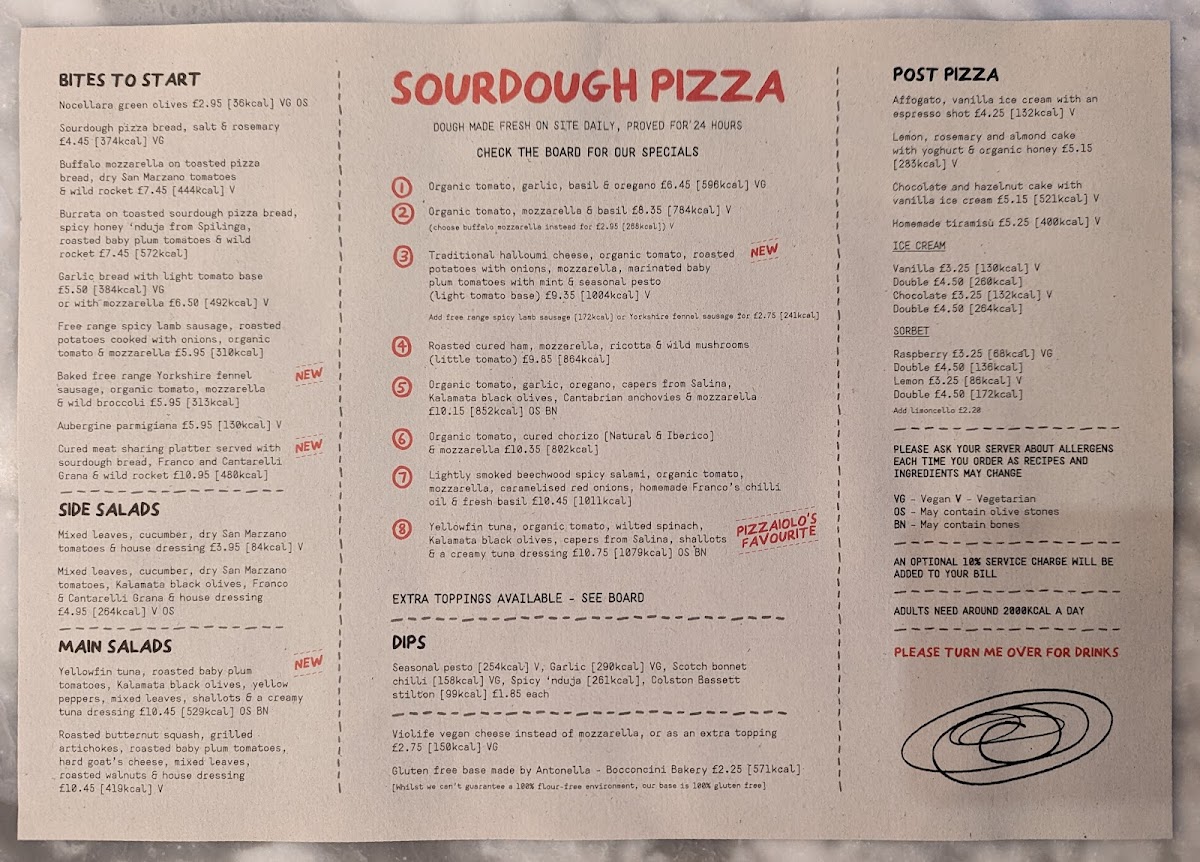 BITES TO START
Nocellara green olives £2.95 [36kcal] VG OS
Sourdough pizza bread, salt & rosemary
£4.45 [374kcal] VG
Buffalo mozzarella on toasted pizza
bread, dry San Marzano tomatoes
& wild rocket £7.45 [444kcal] V
Burrata on toasted sourdough pizza bread,
spicy honey ‘nduja from Spilinga,
roasted baby plum tomatoes & wild
rocket £7.45 [572kcal]
Garlic bread with light tomato base
£5.50 [384kcal] VG
or with mozzarella £6.50 [492kcal] V
Free range spicy lamb sausage, roasted
potatoes cooked with onions, organic
tomato & mozzarella £5.95 [310kcal]
Baked free range Yorkshire fennel
sausage, organic tomato, mozzarella
& wild broccoli £5.95 [313kcal]
NEW
Aubergine parmigiana £5.95 [130kcal] V
Cured meat sharing platter served with
sourdough bread, Franco and Cantarelli
Grana & wild rocket £10.95 [480kcal]
NEW
SIDE SALADS
Mixed leaves, cucumber, dry San Marzano
tomatoes & house dressing £3.95 [84kcal] V
Mixed leaves, cucumber, dry San Marzano
tomatoes, Kalamata black olives, Franco
& Cantarelli Grana & house dressing
£4.95 [264kcal] V OS
MAIN SALADS
Yellowfin tuna, roasted baby plum
tomatoes, Kalamata black olives, yellow
peppers, mixed leaves, shallots & a creamy
tuna dressing £10.45 [529kcal] OS BN
NEW
Roasted butternut squash, grilled
artichokes, roasted baby plum tomatoes,
hard goat's cheese, mixed leaves,
roasted walnuts & house dressing
£10.45 [419kcal] V
SOURDOUGH PIZZA
DOUGH MADE FRESH ON SITE DAILY, PROVED FOR 24 HOURS
CHECK THE BOARD FOR OUR SPECIALS
1 Organic tomato, garlic, basil & oregano £6.45 [596kcal] VG
2 Organic tomato, mozzarella & basil £8.35 [784kcal] V
(choose buffalo mozzarella instead for £2.95 [268kcal]) V
3 Traditional halloumi cheese, organic tomato, roasted
potatoes with onions, mozzarella, marinated baby
plum tomatoes with mint & seasonal pesto
(light tomato base) £9.35 [1004kcal] V
NEW
Add free range spicy lamb sausage [172kcal] or Yorkshire fennel sausage for £2.75 [241kcal]
4 Roasted cured ham, mozzarella, ricotta & wild mushrooms
(little tomato) £9.85 [864kcal]
5 Organic tomato, garlic, oregano, capers from Salina,
Kalamata black olives, Cantabrian anchovies & mozzarella
£10.15 [852kcal] OS BN
6 Organic tomato, cured chorizo [Natural & Iberico]
& mozzarella £10.35 [802kcal]
7 Lightly smoked beechwood spicy salami, organic tomato,
mozzarella, caramelised red onions, homemade Franco's chilli
oil & fresh basil £10.45 [1011kcal]
8 Yellowfin tuna, organic tomato, wilted spinach,
Kalamata black olives, capers from Salina, shallots
& a creamy tuna dressing £10.75 [1079kcal] OS BN
PIZZAIOLO'S
FAVOURITE
EXTRA TOPPINGS AVAILABLE - SEE BOARD
DIPS
Seasonal pesto [254kcal] V, Garlic [290kcal] VG, Scotch bonnet
chilli [158kcal] VG, Spicy ‘nduja [261kcal], Colston Bassett
stilton [99kcal] £1.85 each
Violife vegan cheese instead of mozzarella, or as an extra topping
£2.75 [150kcal] VG
Gluten free base made by Antonella - Bocconcini Bakery £2.25 [571kcal]
[Whilst we can't guarantee a 100% flour-free environment, our base is 100% gluten free]
POST PIZZA
Affogato, vanilla ice cream with an
espresso shot £4.25 [132kcal] V
Lemon, rosemary and almond cake
with yoghurt & organic honey £5.15
[283kcal] V
Chocolate and hazelnut cake with
vanilla ice cream £5.15 [521kcal] V
Homemade tiramisù £5.25 [400kcal] V
ICE CREAM
Vanilla £3.25 [130kcal] V
Double £4.50 [260kcal]
Chocolate £3.25 [132kcal] V
Double £4.50 [264kcal]
SORBET
Raspberry £3.25 [68kcal] VG
Double £4.50 [136kcal]
Lemon £3.25 [86kcal] V
Double £4.50 [172kcal]
Add limoncello £2.20
PLEASE ASK YOUR SERVER ABOUT ALLERGENS
EACH TIME YOU ORDER AS RECIPES AND
INGREDIENTS MAY CHANGE
VG - Vegan V - Vegetarian
OS - May contain olive stones
BN - May contain bones
AN OPTIONAL 10% SERVICE CHARGE WILL BE
ADDED TO YOUR BILL
ADULTS NEED AROUND 2000KCAL A DAY
PLEASE TURN ME OVER FOR DRINKS